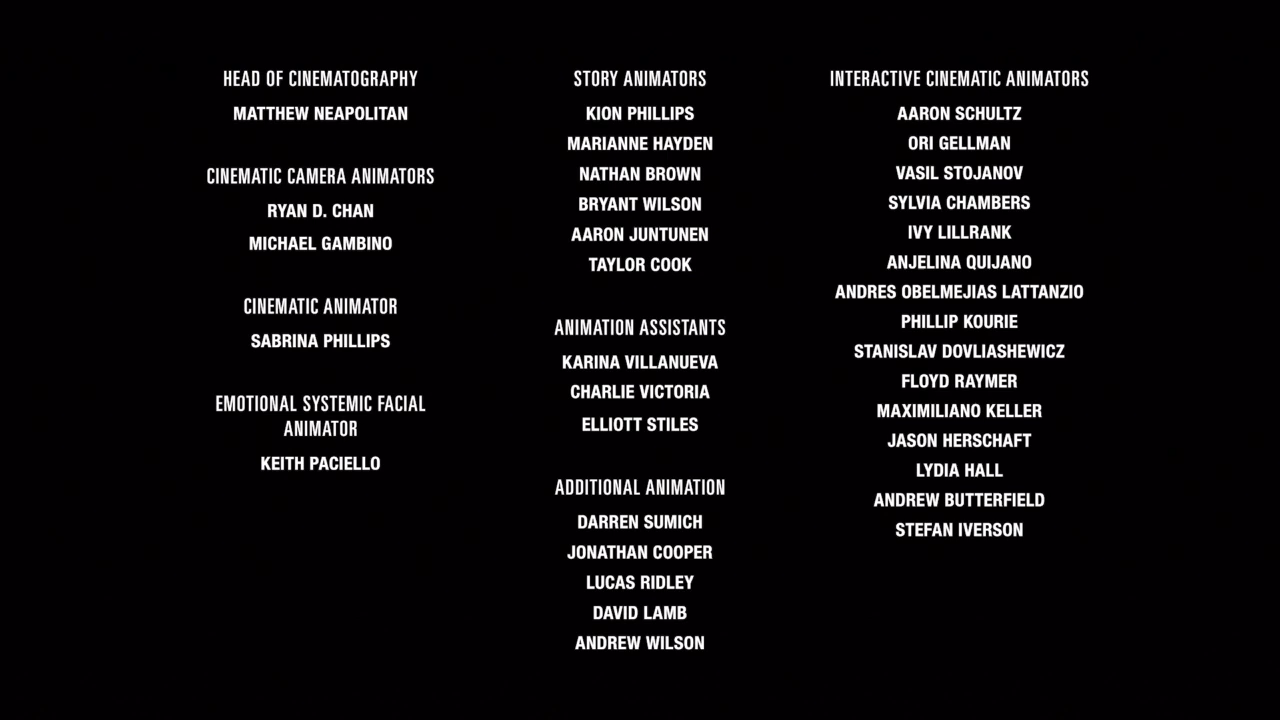 HEAD OF CINEMATOGRAPHY
MATTHEW NEAPOLITAN
CINEMATIC CAMERA ANIMATORS
RYAN D. CHAN
MICHAEL GAMBINO
CINEMATIC ANIMATOR
SABRINA PHILLIPS
EMOTIONAL SYSTEMIC FACIAL
ANIMATOR
KEITH PACIELLO
STORY ANIMATORS
KION PHILLIPS
MARIANNE HAYDEN
NATHAN BROWN
BRYANT WILSON
AARON JUNTUNEN
TAYLOR COOK
ANIMATION ASSISTANTS
KARINA VILLANUEVA
CHARLIE VICTORIA
ELLIOTT STILES
ADDITIONAL ANIMATION
DARREN SUMICH
JONATHAN COOPER
LUCAS RIDLEY
DAVID LAMB
ANDREW WILSON
INTERACTIVE CINEMATIC ANIMATORS
AARON SCHULTZ
ORI GELLMAN
VASIL STOJANOV
SYLVIA CHAMBERS
IVY LILLRANK
ANJELINA QUIJANO
ANDRES OBELMEJIAS LATTANZIO
PHILLIP KOURIE
STANISLAV DOVLIASHEWICZ
FLOYD RAYMER
MAXIMILIANO KELLER
JASON HERSCHAFT
LYDIA HALL
ANDREW BUTTERFIELD
STEFAN IVERSON